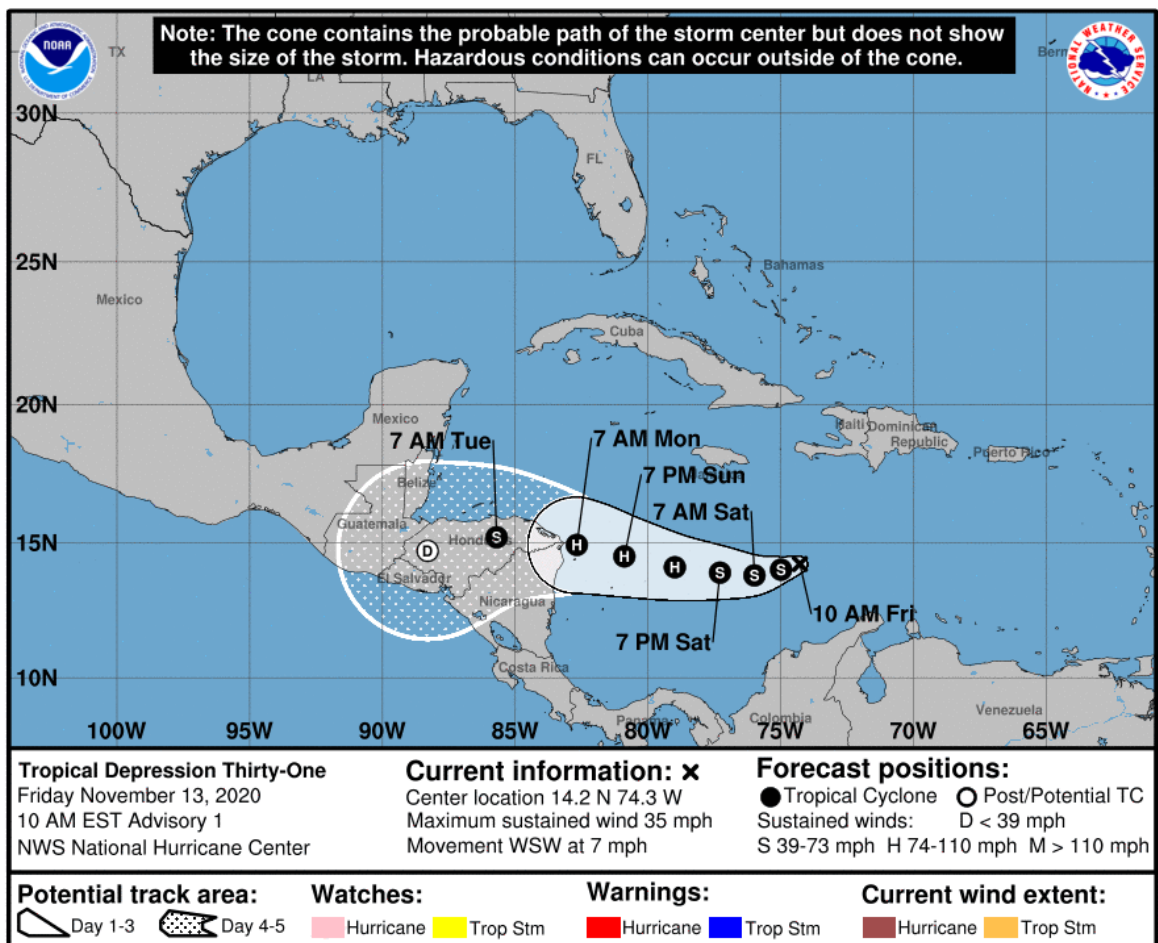 Note: The cone contains the probable path of the storm center but does not show
the size of the storm. Hazardous conditions can occur outside of the cone.
NOAA
NATIONAL WEATHER SERVICE
TX
LA
FL
30N
25N
20N
15N
10N
Mexico
Bahamas
Cuba
Mexico
Haiti
Dominican
Republic
Puerto Rico
7 AM Tue
7 AM Mon
7 PM Sun
7 AM Sat
Belize
Guatemala
Honduras
El Salvador
Nicaragua
D
S
H
H
H
S
S
S
10 AM Fri
7 PM Sat
Costa Rica
Panama
Colombia
Venezuela
100W 95W 90W 85W 80W 75W 70W 65W
Tropical Depression Thirty-One
Friday November 13, 2020
10 AM EST Advisory 1
NWS National Hurricane Center
Current information: ×
Center location 14.2 N 74.3 W
Maximum sustained wind 35 mph
Movement WSW at 7 mph
Forecast positions:
Tropical Cyclone Post/Potential TC
Sustained winds: D < 39 mph
S 39-73 mph H 74-110 mph M > 110 mph
Potential track area:
Day 1-3 Day 4-5
Watches:
Hurricane Trop Stm
Warnings:
Hurricane Trop Stm
Current wind extent:
Hurricane Trop Stm